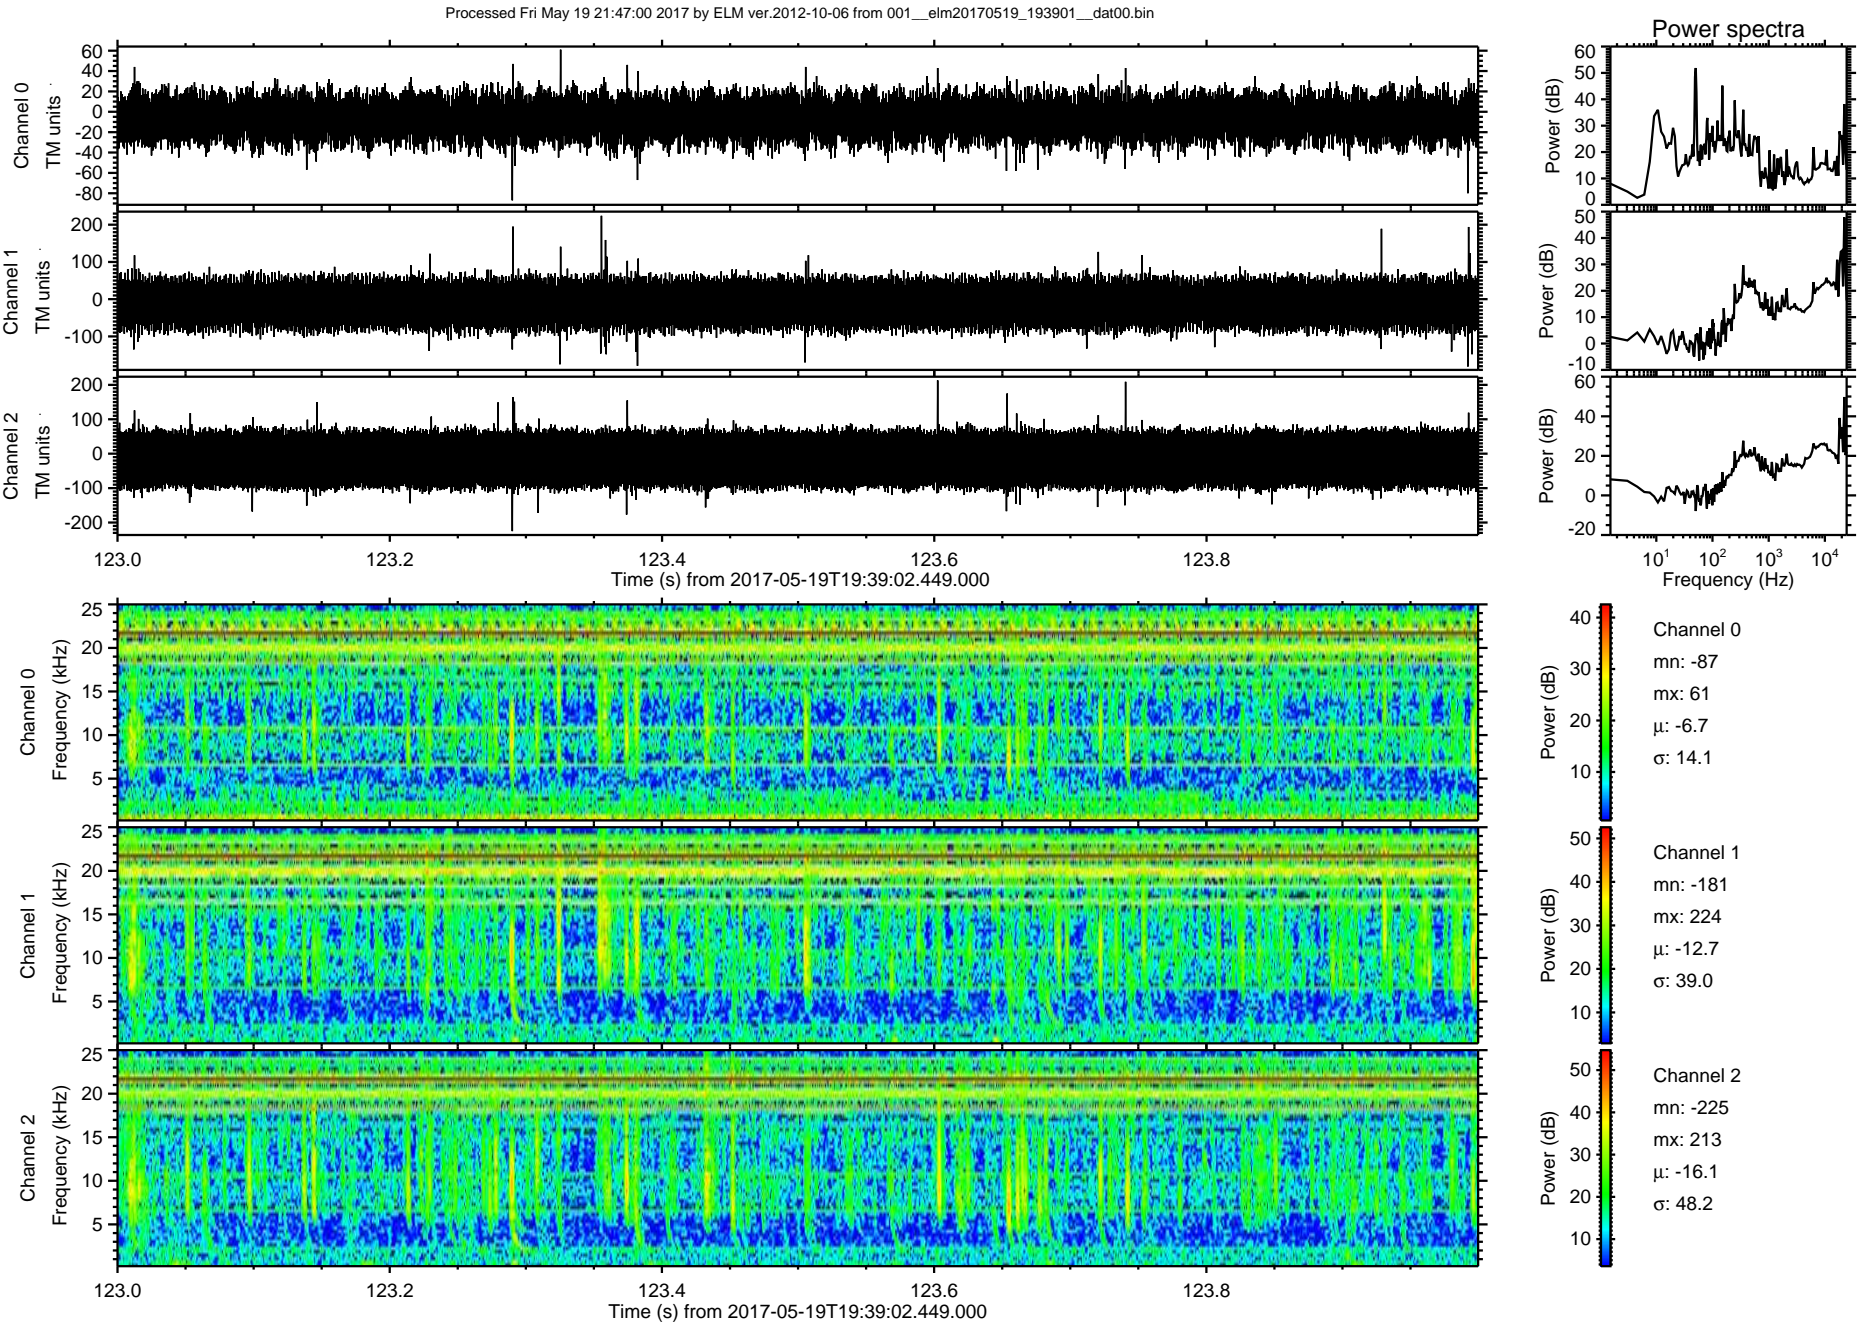 Processed Fri May 19 21:47:00 2017 by ELM ver.2012-10-06 from 001__elm20170519_193901__dat00.bin
Power spectra
Channel 0
TM units
60
40
20
0
-20
-40
-60
-80
Power (dB)
60
50
40
30
20
10
0
Channel 1
TM units
200
100
0
-100
Power (dB)
50
40
30
20
10
0
-10
Channel 2
TM units
200
100
0
-100
-200
Power (dB)
60
40
20
0
-20
123.0 123.2 123.4 123.6 123.8
Time (s) from 2017-05-19T19:39:02.449.000
10¹ 10² 10³ 10⁴
Frequency (Hz)
Channel 0
Frequency (kHz)
25
20
15
10
5
Power (dB)
40
30
20
10
Channel 0
mn: -87
mx: 61
μ: -6.7
σ: 14.1
Channel 1
Frequency (kHz)
25
20
15
10
5
Power (dB)
50
40
30
20
10
Channel 1
mn: -181
mx: 224
μ: -12.7
σ: 39.0
Channel 2
Frequency (kHz)
25
20
15
10
5
Power (dB)
50
40
30
20
10
Channel 2
mn: -225
mx: 213
μ: -16.1
σ: 48.2
123.0 123.2 123.4 123.6 123.8
Time (s) from 2017-05-19T19:39:02.449.000